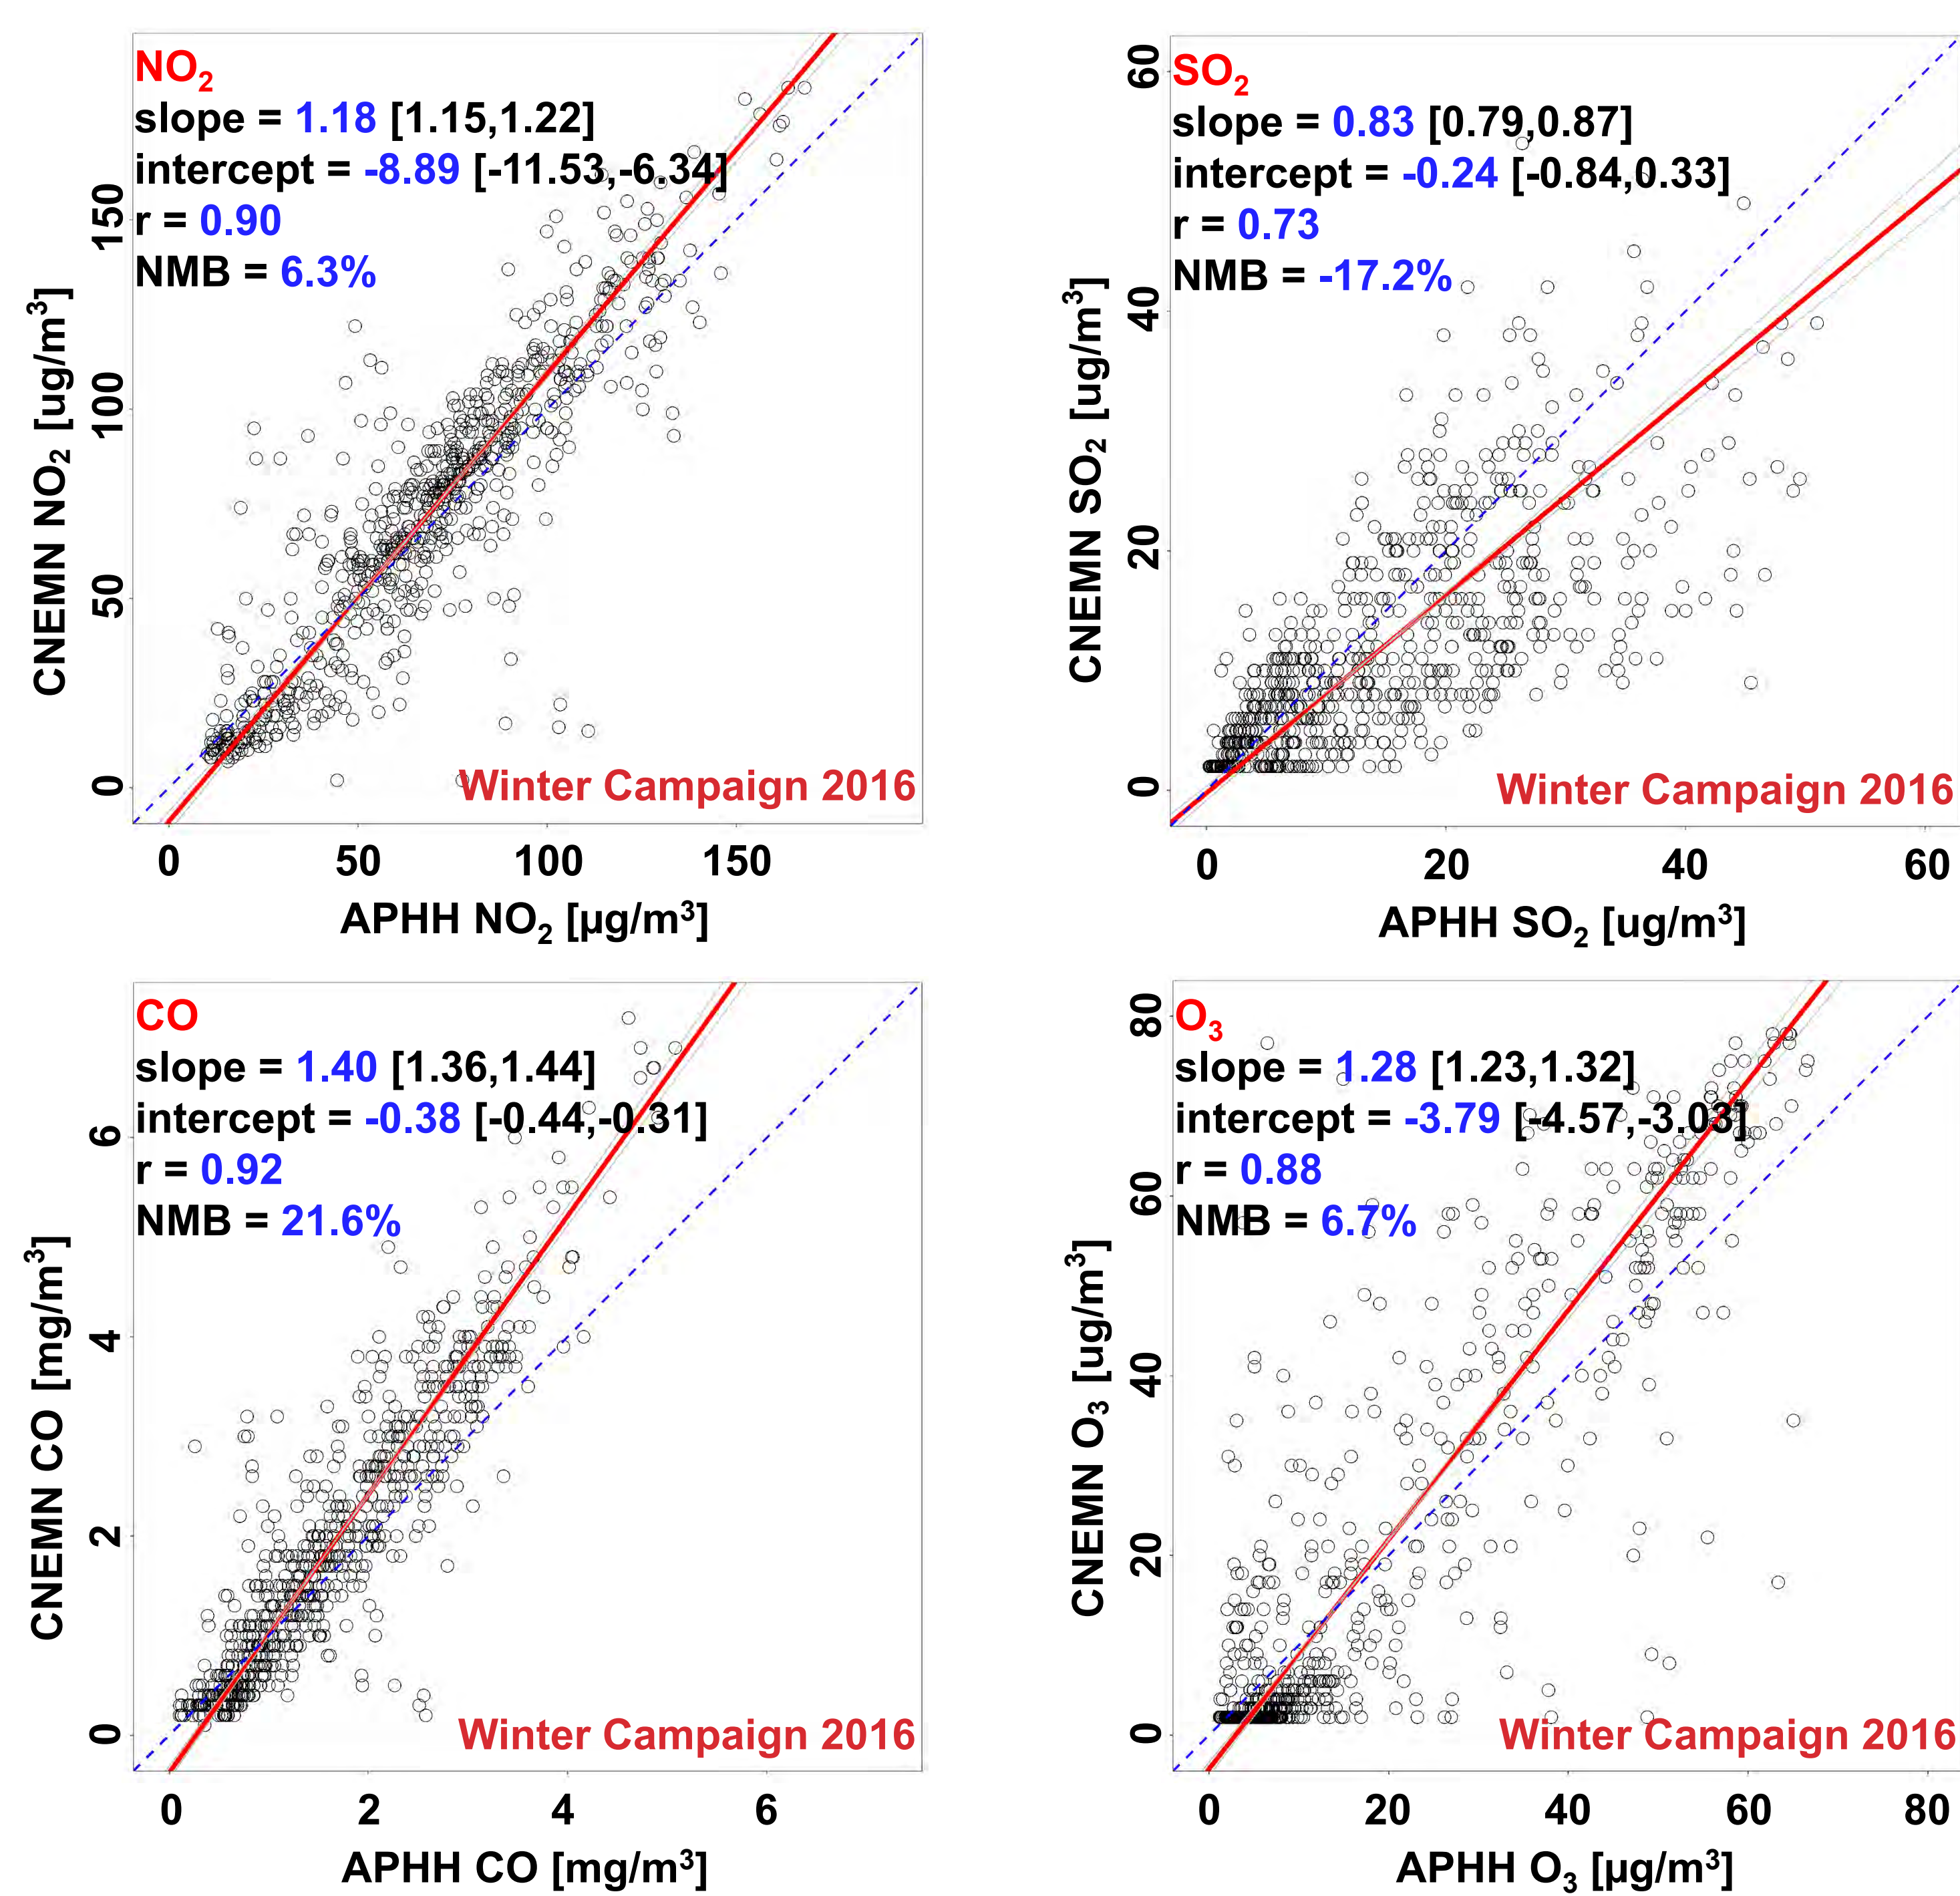 NO₂
slope = 1.18 [1.15,1.22]
intercept = -8.89 [-11.53,-6.34]
r = 0.90
NMB = 6.3%
150
100
50
0
CNEMN NO₂ [ug/m³]
Winter Campaign 2016
0 50 100 150
APHH NO₂ [µg/m³]
SO₂
slope = 0.83 [0.79,0.87]
intercept = -0.24 [-0.84,0.33]
r = 0.73
NMB = -17.2%
60
40
20
0
CNEMN SO₂ [ug/m³]
Winter Campaign 2016
0 20 40 60
APHH SO₂ [ug/m³]
CO
slope = 1.40 [1.36,1.44]
intercept = -0.38 [-0.44,-0.31]
r = 0.92
NMB = 21.6%
6
4
2
0
CNEMN CO [mg/m³]
Winter Campaign 2016
0 2 4 6
APHH CO [mg/m³]
O₃
slope = 1.28 [1.23,1.32]
intercept = -3.79 [-4.57,-3.03]
r = 0.88
NMB = 6.7%
80
60
40
20
0
CNEMN O₃ [ug/m³]
Winter Campaign 2016
0 20 40 60 80
APHH O₃ [µg/m³]